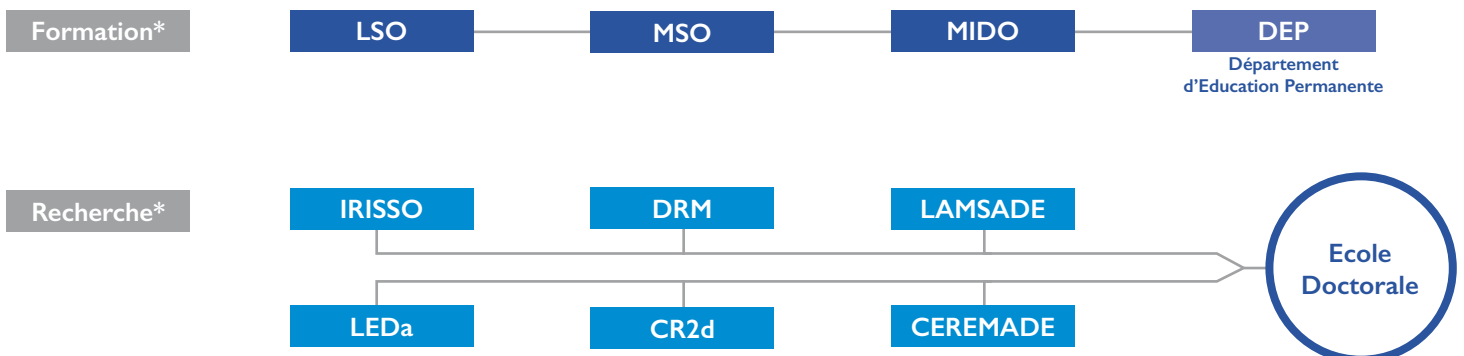 Formation*
LSO
MSO
MIDO
DEP
Département
d'Education Permanente
Recherche*
IRISSO
DRM
LAMSADE
Ecole
Doctorale
LEDa
CR2d
CEREMADE